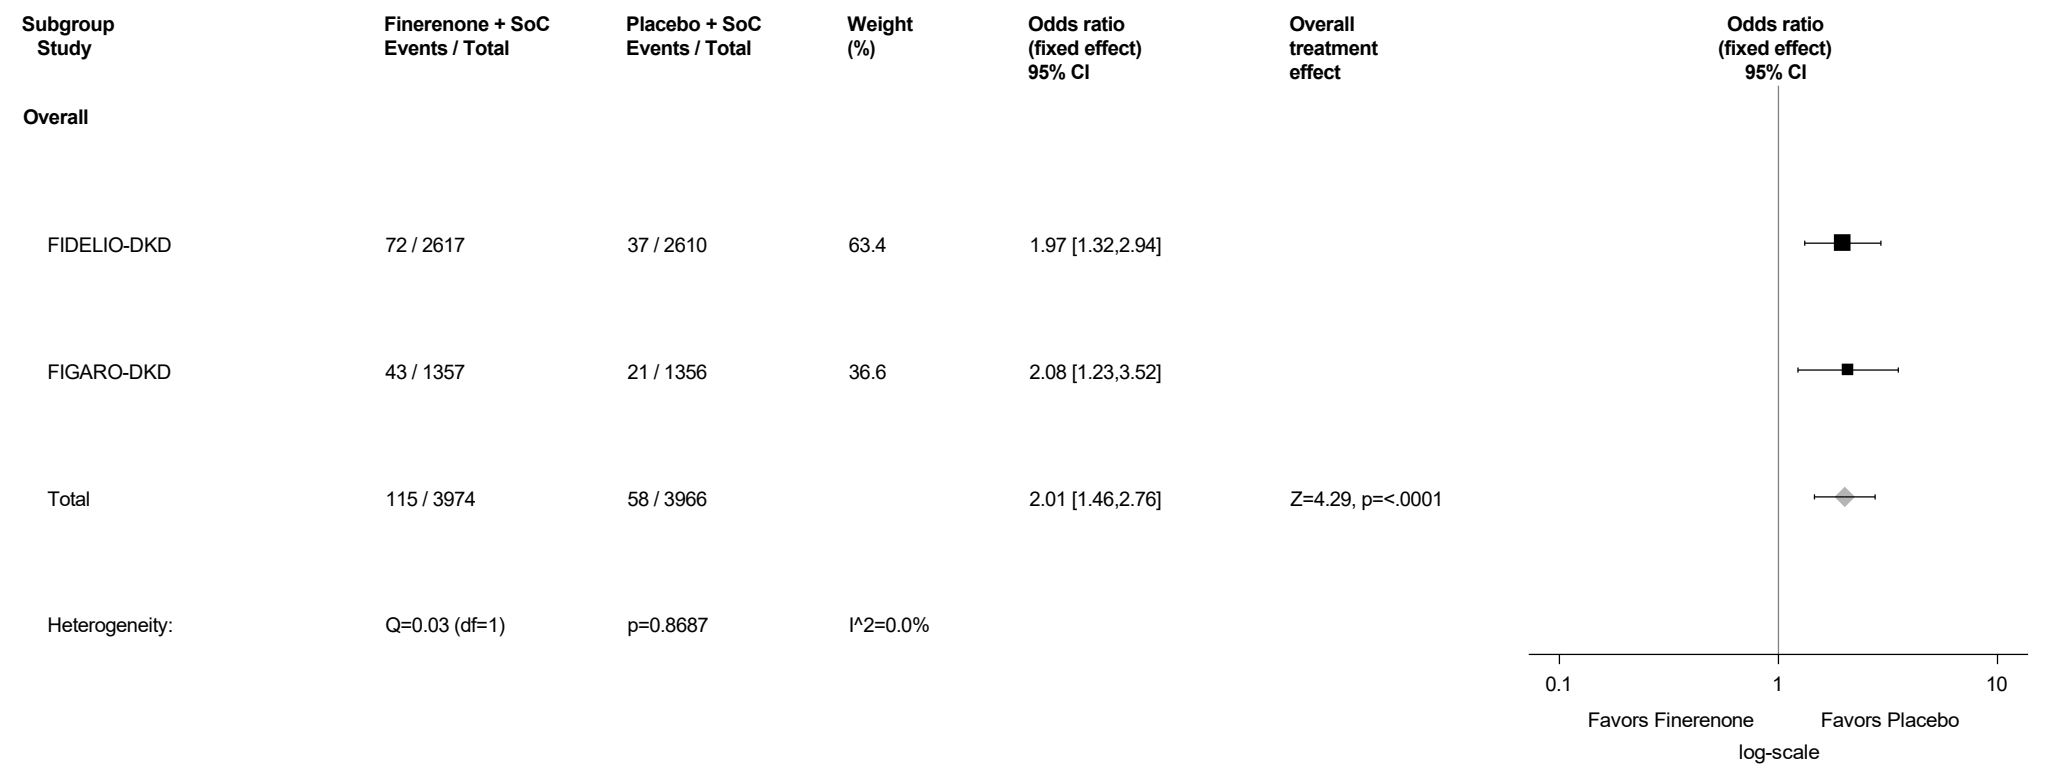 Subgroup Finerenone + SoC Placebo + SoC Weight Odds ratio Overall Odds ratio
Study Events / Total Events / Total (%) (fixed effect) treatment (fixed effect)
95% CI effect 95% CI
Overall
FIDELIO-DKD 72 / 2617 37 / 2610 63.4 1.97 [1.32,2.94]
FIGARO-DKD 43 / 1357 21 / 1356 36.6 2.08 [1.23,3.52]
Total 115 / 3974 58 / 3966 2.01 [1.46,2.76] Z=4.29, p=<.0001
Heterogeneity: Q=0.03 (df=1) p=0.8687 I^2=0.0%
0.1 1 10
Favors Finerenone Favors Placebo
log-scale